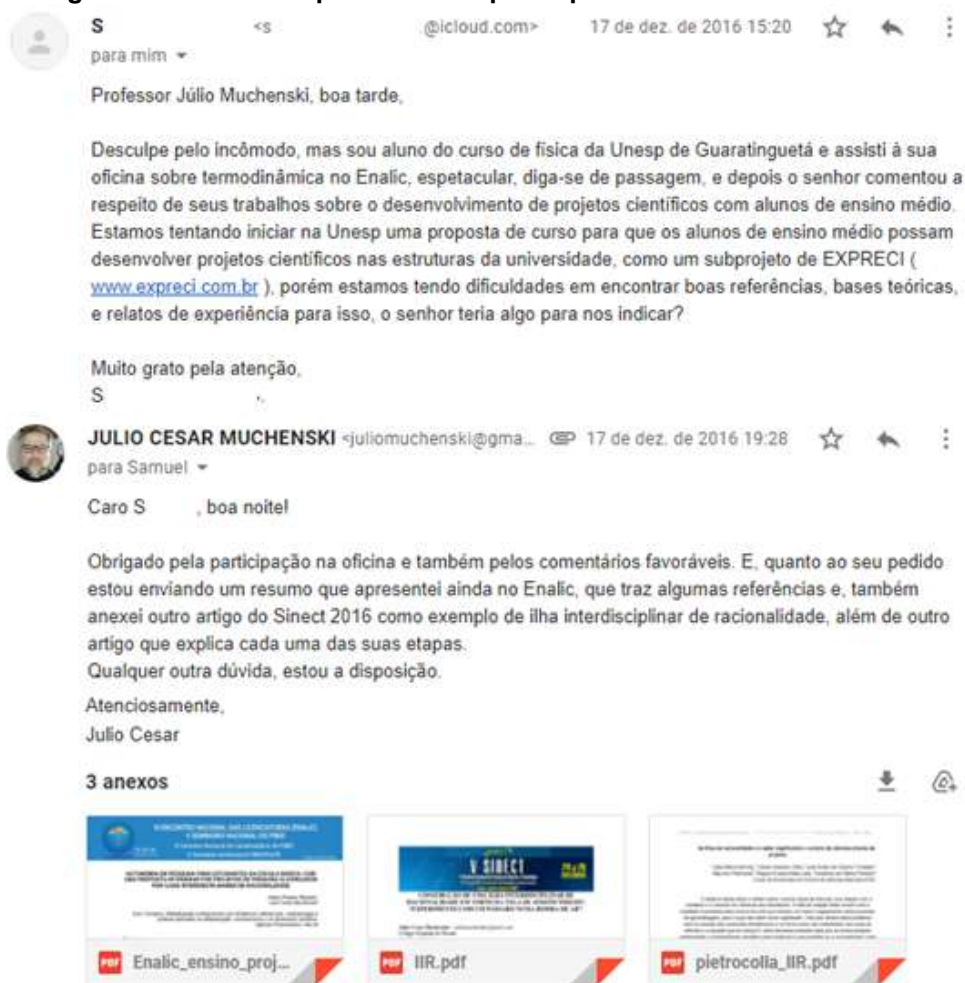 S <s @icloud.com> 17 de dez. de 2016 15:20
para mim
Professor Júlio Muchenski, boa tarde,
Desculpe pelo incômodo, mas sou aluno do curso de física da Unesp de Guaratinguetá e assisti à sua
oficina sobre termodinâmica no Enalic, espetacular, diga-se de passagem, e depois o senhor comentou a
respeito de seus trabalhos sobre o desenvolvimento de projetos científicos com alunos de ensino médio.
Estamos tentando iniciar na Unesp uma proposta de curso para que os alunos de ensino médio possam
desenvolver projetos científicos nas estruturas da universidade, como um subprojeto de EXPRECI (
www.expreci.com.br ), porém estamos tendo dificuldades em encontrar boas referências, bases teóricas,
e relatos de experiência para isso, o senhor teria algo para nos indicar?
Muito grato pela atenção,
S
JULIO CESAR MUCHENSKI <juliomuchenski@gma... 17 de dez. de 2016 19:28
para Samuel
Caro S , boa noite!
Obrigado pela participação na oficina e também pelos comentários favoráveis. E, quanto ao seu pedido
estou enviando um resumo que apresentei ainda no Enalic, que traz algumas referências e, também
anexei outro artigo do Sinect 2016 como exemplo de ilha interdisciplinar de racionalidade, além de outro
artigo que explica cada uma das suas etapas.
Qualquer outra dúvida, estou a disposição.
Atenciosamente,
Julio Cesar
3 anexos
V SINECT
PDF Enalic_ensino_proj...
PDF IIR.pdf
PDF pietrocolla_IIR.pdf